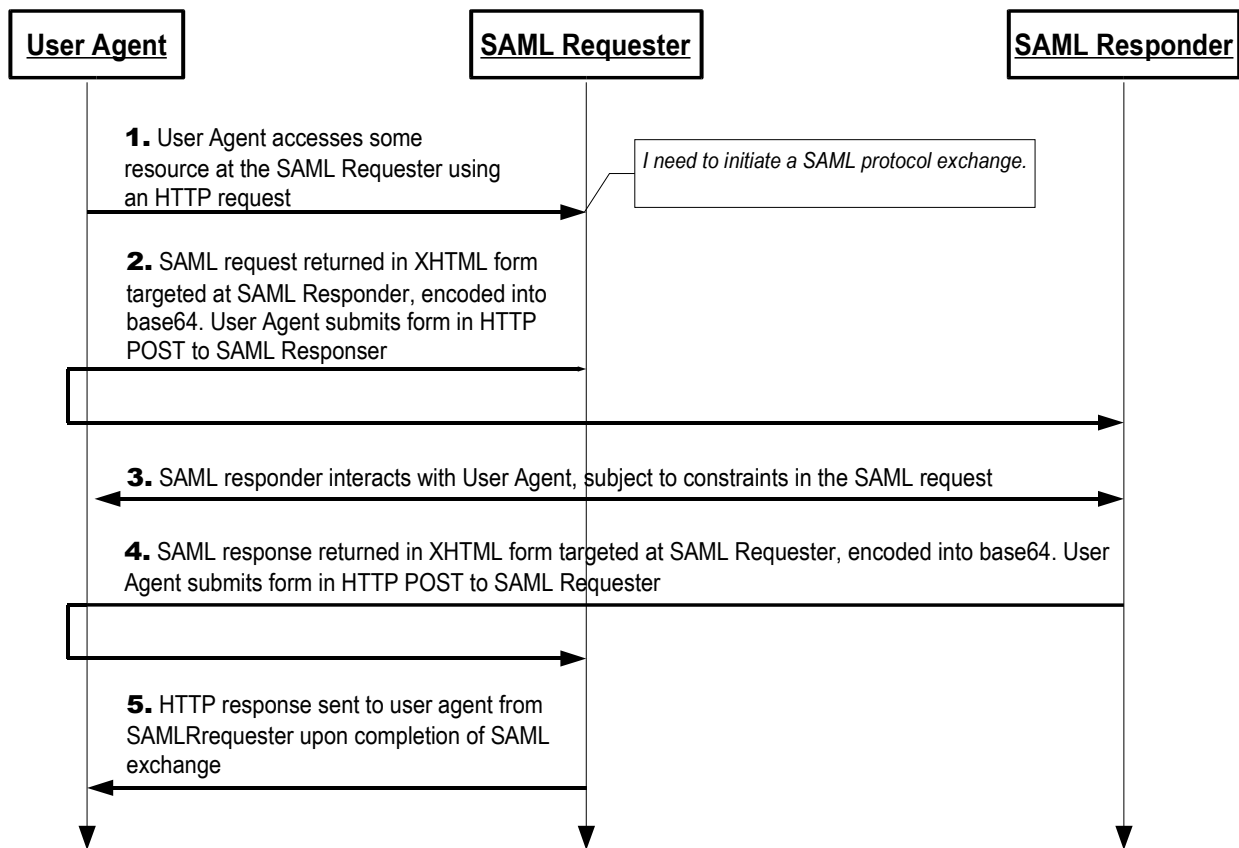 User Agent
SAML Requester
SAML Responder
1. User Agent accesses some
resource at the SAML Requester using
an HTTP request
I need to initiate a SAML protocol exchange.
2. SAML request returned in XHTML form
targeted at SAML Responder, encoded into
base64. User Agent submits form in HTTP
POST to SAML Responser
3. SAML responder interacts with User Agent, subject to constraints in the SAML request
4. SAML response returned in XHTML form targeted at SAML Requester, encoded into base64. User
Agent submits form in HTTP POST to SAML Requester
5. HTTP response sent to user agent from
SAMLRrequester upon completion of SAML
exchange